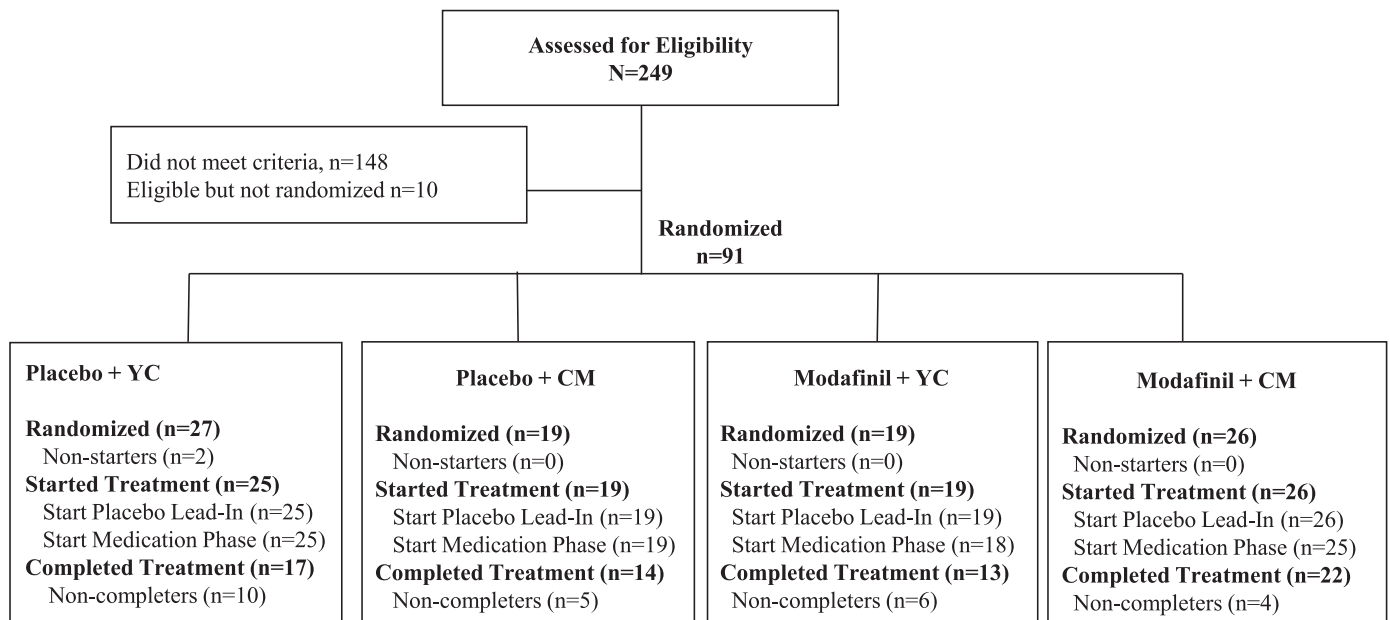 Assessed for Eligibility
N=249
Did not meet criteria, n=148
Eligible but not randomized n=10
Randomized
n=91
Placebo + YC
Randomized (n=27)
Non-starters (n=2)
Started Treatment (n=25)
Start Placebo Lead-In (n=25)
Start Medication Phase (n=25)
Completed Treatment (n=17)
Non-completers (n=10)
Placebo + CM
Randomized (n=19)
Non-starters (n=0)
Started Treatment (n=19)
Start Placebo Lead-In (n=19)
Start Medication Phase (n=19)
Completed Treatment (n=14)
Non-completers (n=5)
Modafinil + YC
Randomized (n=19)
Non-starters (n=0)
Started Treatment (n=19)
Start Placebo Lead-In (n=19)
Start Medication Phase (n=18)
Completed Treatment (n=13)
Non-completers (n=6)
Modafinil + CM
Randomized (n=26)
Non-starters (n=0)
Started Treatment (n=26)
Start Placebo Lead-In (n=26)
Start Medication Phase (n=25)
Completed Treatment (n=22)
Non-completers (n=4)